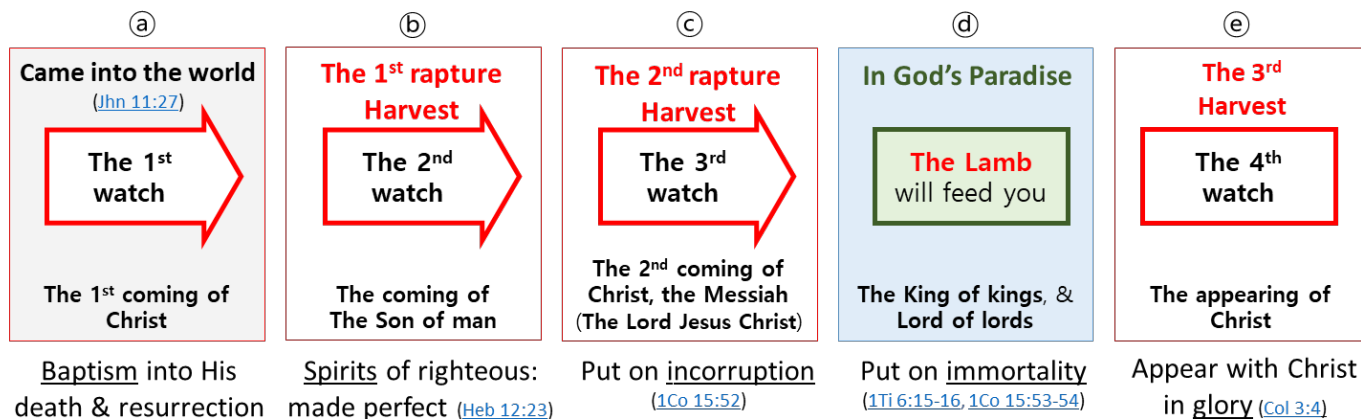 ⓐ
Came into the world
(Jhn 11:27)
The 1st
watch
The 1st coming of
Christ
Baptism into His
death & resurrection
ⓑ
The 1st rapture
Harvest
The 2nd
watch
The coming of
The Son of man
Spirits of righteous:
made perfect (Heb 12:23)
ⓒ
The 2nd rapture
Harvest
The 3rd
watch
The 2nd coming of
Christ, the Messiah
(The Lord Jesus Christ)
Put on incorruption
(1Co 15:52)
ⓓ
In God's Paradise
The Lamb
will feed you
The King of kings, &
Lord of lords
Put on immortality
(1Ti 6:15-16, 1Co 15:53-54)
ⓔ
The 3rd
Harvest
The 4th
watch
The appearing of
Christ
Appear with Christ
in glory (Col 3:4)